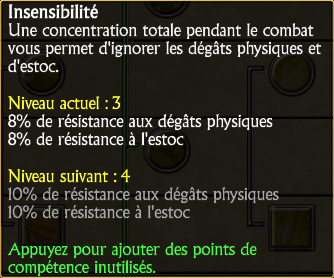 Insensibilité
Une concentration totale pendant le combat
vous permet d'ignorer les dégâts physiques et
d'estoc.
Niveau actuel : 3
8% de résistance aux dégâts physiques
8% de résistance à l'estoc
Niveau suivant : 4
10% de résistance aux dégâts physiques
10% de résistance à l'estoc
Appuyez pour ajouter des points de
compétence inutilisés.